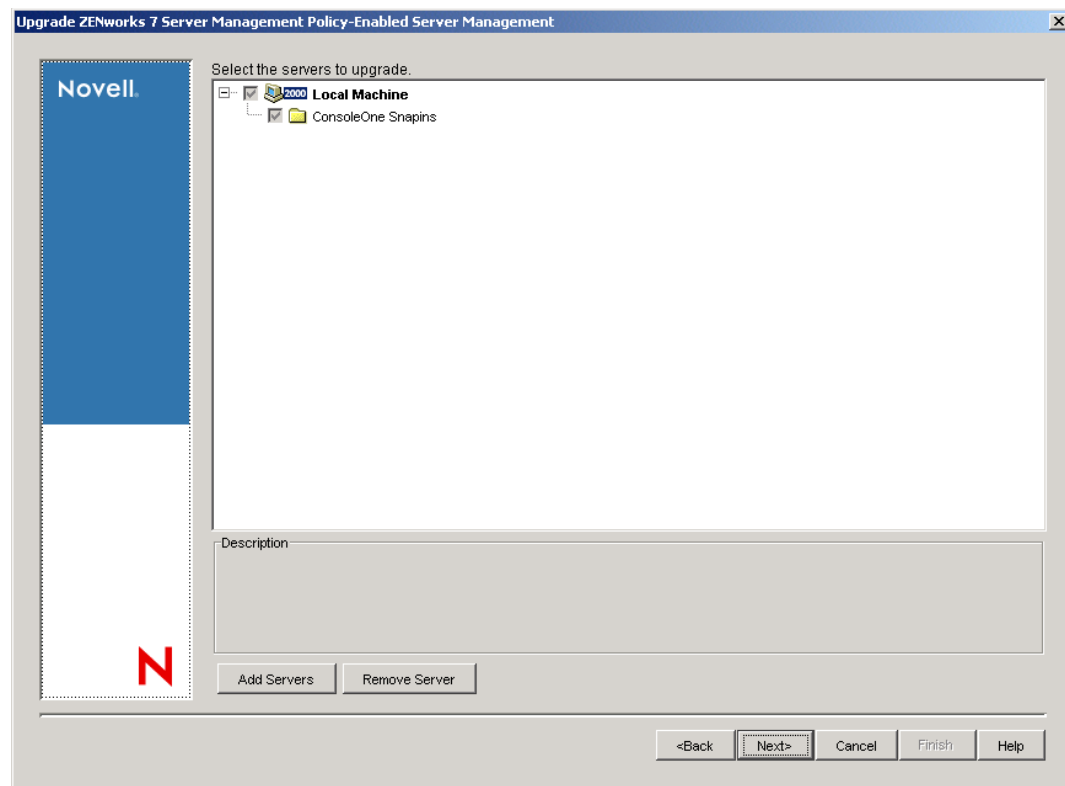 Upgrade ZENworks 7 Server Management Policy-Enabled Server Management
Novell.
Select the servers to upgrade.
2000 Local Machine
ConsoleOne Snapins
Description
N
Add Servers
Remove Server
<Back
Next>
Cancel
Finish
Help